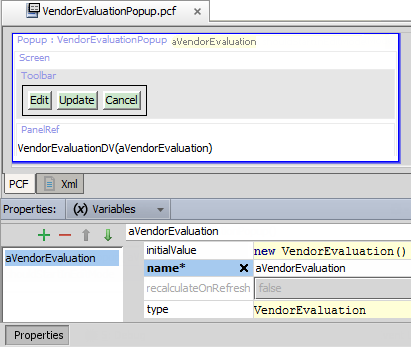 VendorEvaluationPopup.pcf ×
Popup : VendorEvaluationPopup aVendorEvaluation
Screen
Toolbar
Edit Update Cancel
PanelRef
VendorEvaluationDV(aVendorEvaluation)
PCF Xml
Properties: (x) Variables
aVendorEvaluation
aVendorEvaluation
initialValue new VendorEvaluation()
name* aVendorEvaluation
recalculateOnRefresh false
type VendorEvaluation
Properties